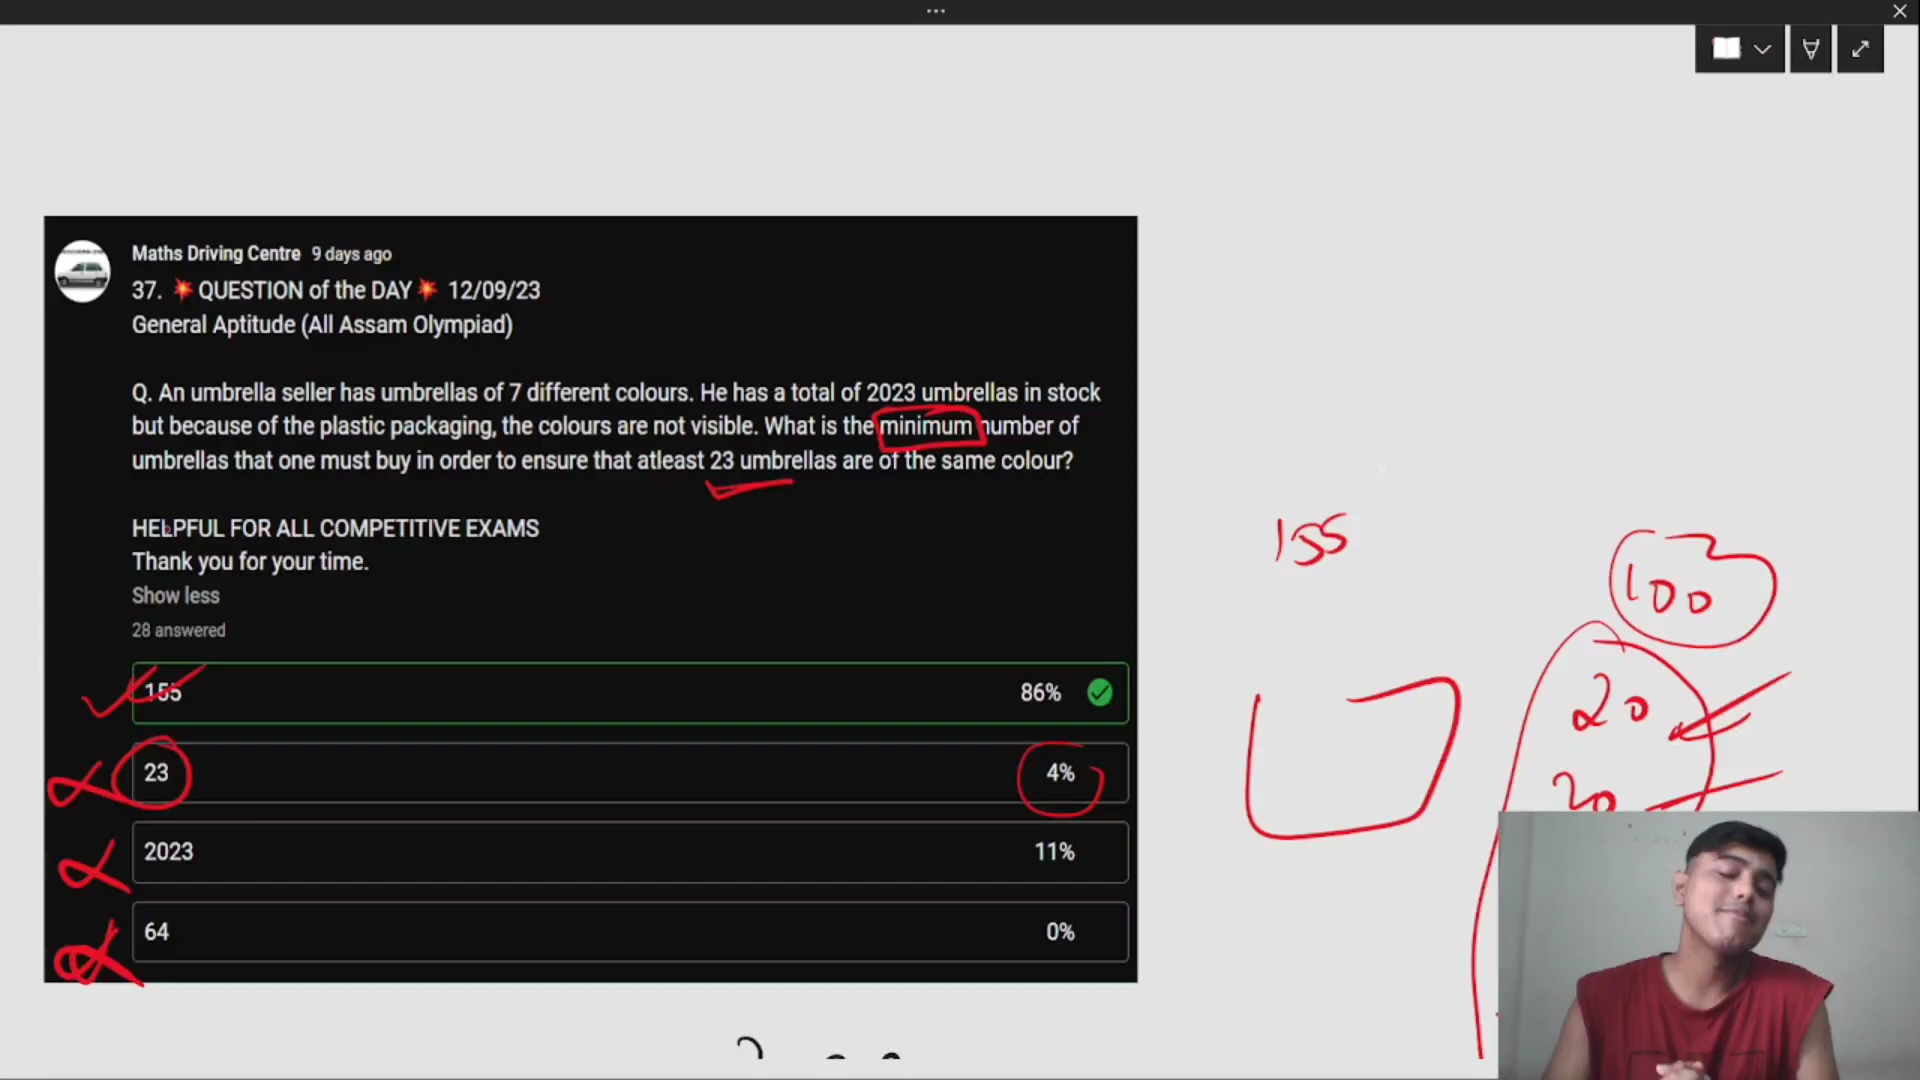 Maths Driving Centre 9 days ago
37. 💥 QUESTION of the DAY 💥 12/09/23
General Aptitude (All Assam Olympiad)
Q. An umbrella seller has umbrellas of 7 different colours. He has a total of 2023 umbrellas in stock
but because of the plastic packaging, the colours are not visible. What is the minimum number of
umbrellas that one must buy in order to ensure that atleast 23 umbrellas are of the same colour?
HELPFUL FOR ALL COMPETITIVE EXAMS
Thank you for your time.
Show less
28 answered
155 86%
23 4%
2023 11%
64 0%
155
100
20
20